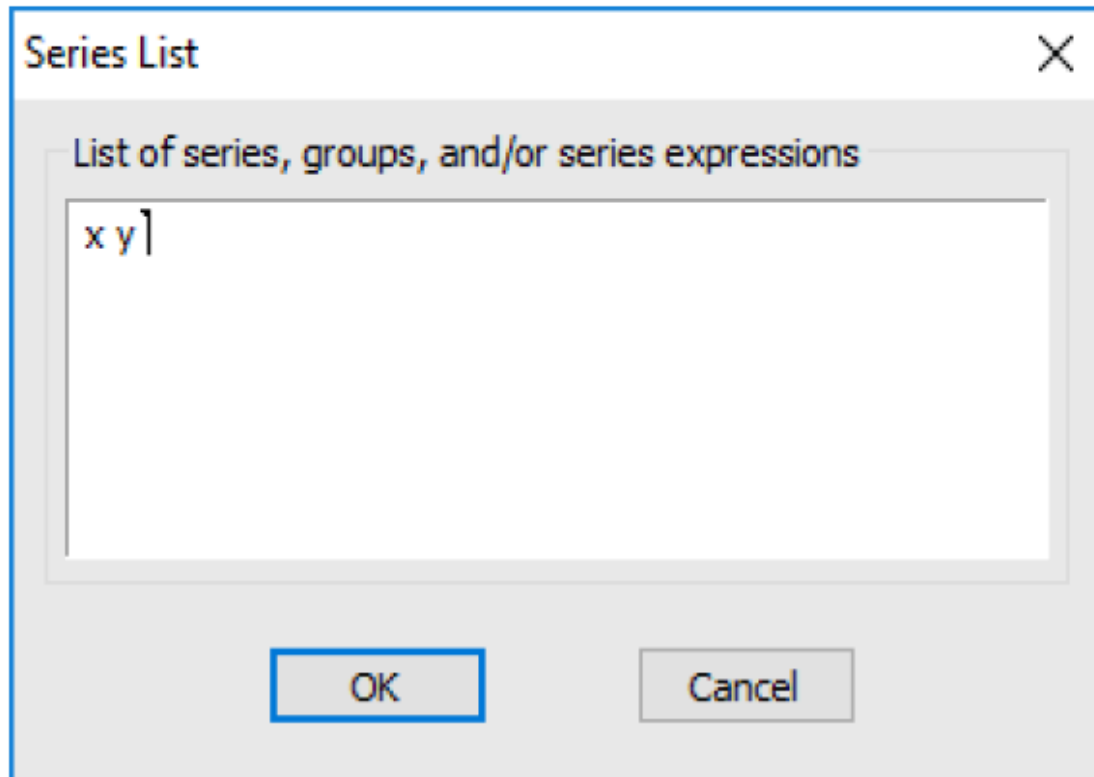 Series List
List of series, groups, and/or series expressions
x y
OK
Cancel